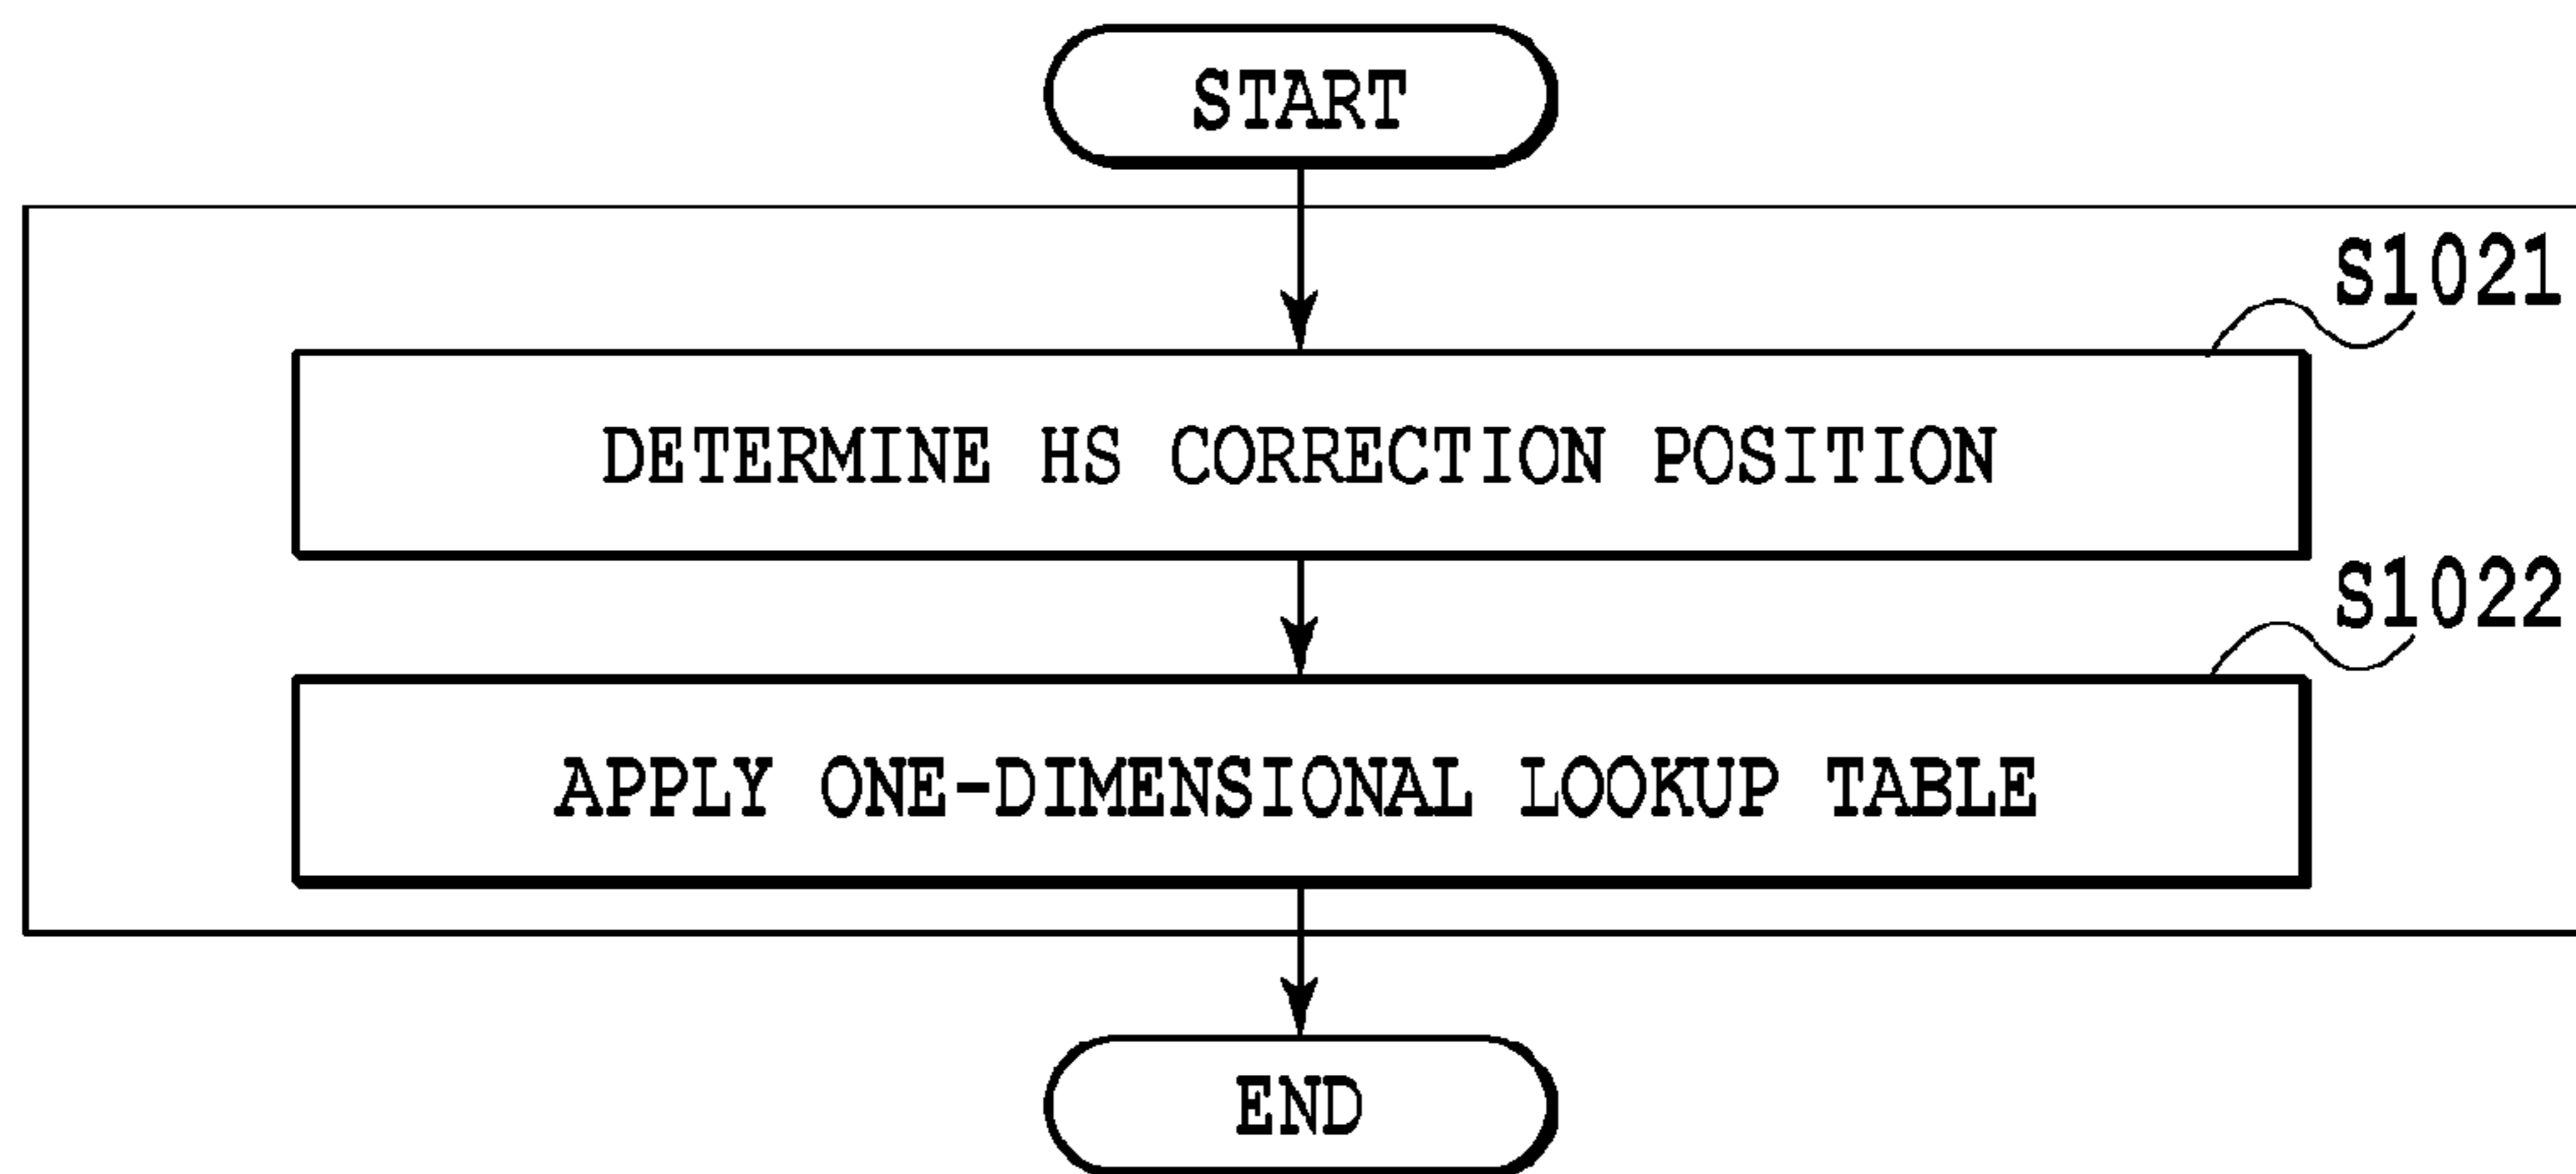 START
S1021
DETERMINE HS CORRECTION POSITION
S1022
APPLY ONE-DIMENSIONAL LOOKUP TABLE
END